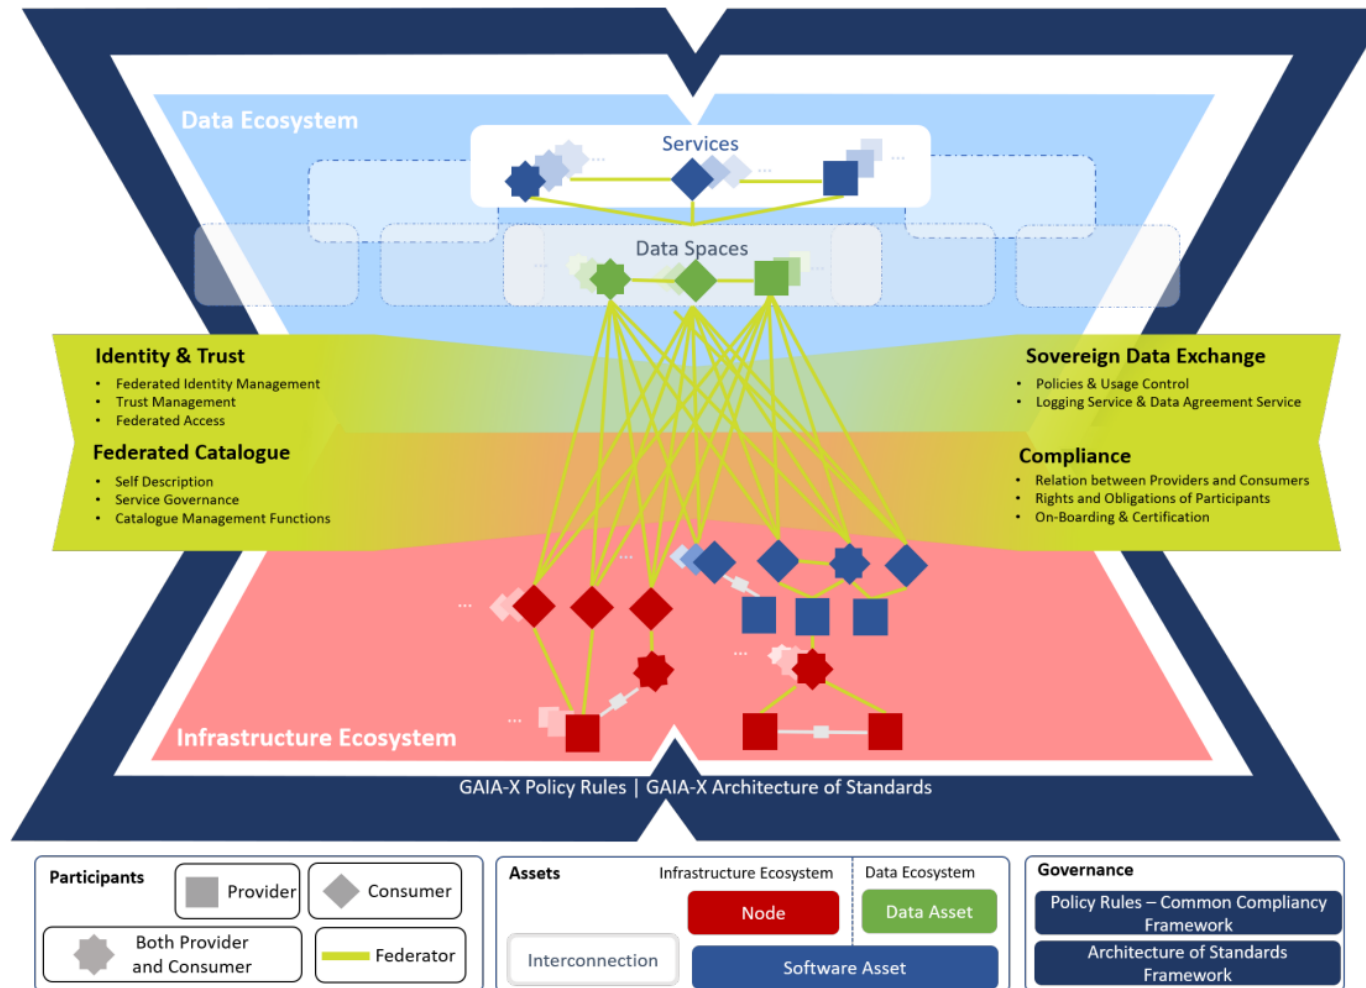 Data Ecosystem
Services
...
...
...
Data Spaces
...
...
Identity & Trust
• Federated Identity Management
• Trust Management
• Federated Access
Federated Catalogue
• Self Description
• Service Governance
• Catalogue Management Functions
Sovereign Data Exchange
• Policies & Usage Control
• Logging Service & Data Agreement Service
Compliance
• Relation between Providers and Consumers
• Rights and Obligations of Participants
• On-Boarding & Certification
...
...
...
...
Infrastructure Ecosystem
GAIA-X Policy Rules | GAIA-X Architecture of Standards
Participants
Provider
Consumer
Both Provider
and Consumer
Federator
Assets
Infrastructure Ecosystem
Data Ecosystem
Node
Data Asset
Interconnection
Software Asset
Governance
Policy Rules – Common Compliancy
Framework
Architecture of Standards
Framework